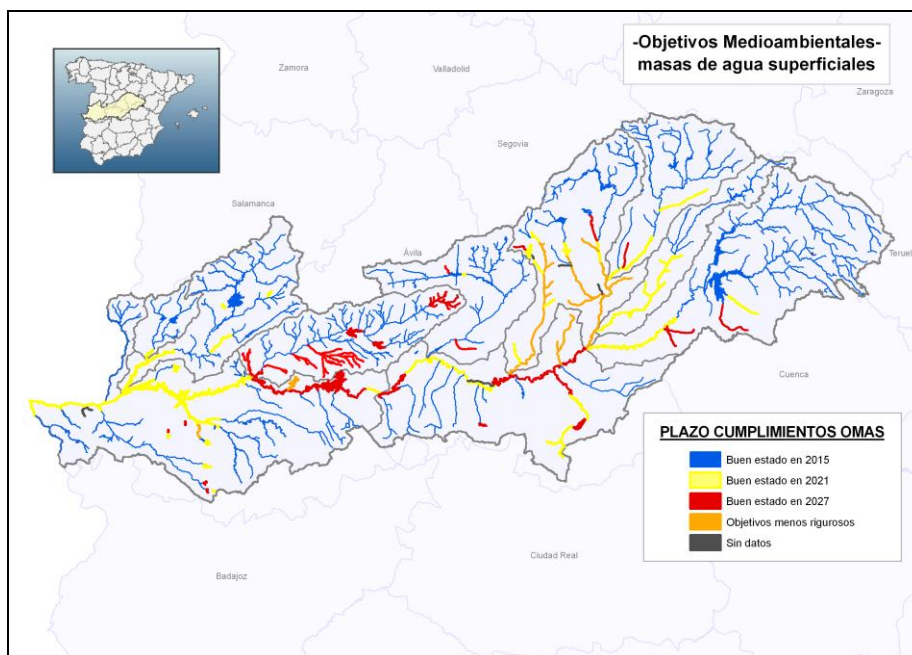 -Objetivos Medioambientales-
masas de agua superficiales
Zamora
Valladolid
Zaragoza
Segovia
Salamanca
Ávila
Teruel
Cuenca
PLAZO CUMPLIMIENTOS OMAS
Buen estado en 2015
Buen estado en 2021
Buen estado en 2027
Objetivos menos rigurosos
Sin datos
Ciudad Real
Badajoz